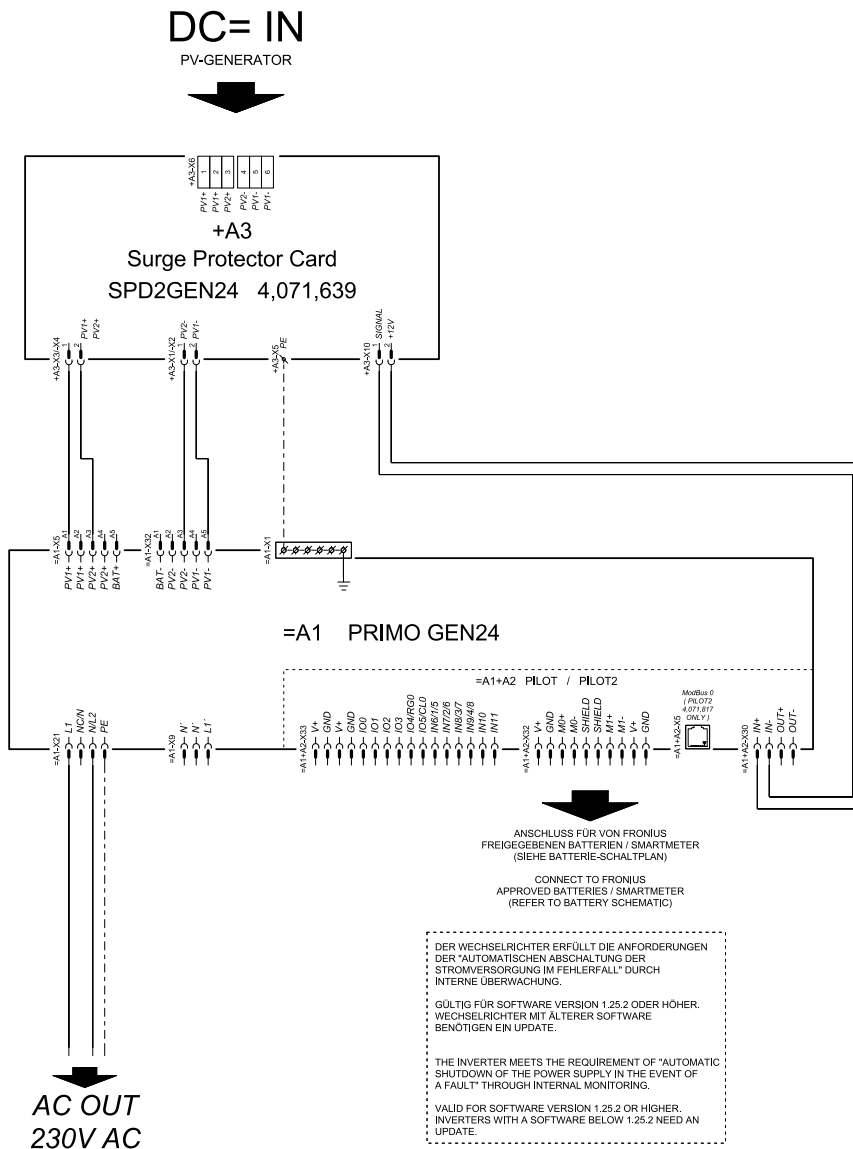 DC= IN
PV-GENERATOR
+A3-X6
1 2 3 4 5 6
PV1+ PV1+ PV2+ PV2- PV1- PV1-
+A3
Surge Protector Card
SPD2GEN24 4,071,639
+A3-X3/-X4
1 2
PV1+
PV2+
+A3-X1/-X2
1 2
PV2-
PV1-
+A3-X5
PE
+A3-X10
1 2
SIGNAL
+12V
=A1-X5
A1 A2 A3 A4 A5
PV1+ PV1+ PV2+ PV2+ BAT+
=A1-X32
A1 A2 A3 A4 A5
BAT- PV2- PV2- PV1- PV1-
=A1-X1
=A1 PRIMO GEN24
=A1+A2 PILOT / PILOT2
=A1-X21
L1 NC/N N/L2 PE
=A1-X9
N' N' L1'
=A1+A2-X33
V+ GND V+ GND IO0 IO1 IO2 IO3 IO4/RG0 IO5/CL0 IN6/1/5 IN7/2/6 IN8/3/7 IN9/4/8 IN10 IN11
=A1+A2-X32
V+ GND M0+ M0- SHIELD SHIELD M1+ M1- V+ GND
=A1+A2-X5
ModBus 0
( PILOT2
4,071,817
ONLY )
=A1+A2-X30
IN+ IN- OUT+ OUT-
ANSCHLUSS FÜR VON FRONIUS
FREIGEGEBENEN BATTERIEN / SMARTMETER
(SIEHE BATTERIE-SCHALTPLAN)
CONNECT TO FRONIUS
APPROVED BATTERIES / SMARTMETER
(REFER TO BATTERY SCHEMATIC)
DER WECHSELRICHTER ERFÜLLT DIE ANFORDERUNGEN
DER "AUTOMATISCHEN ABSCHALTUNG DER
STROMVERSORGUNG IM FEHLERFALL" DURCH
INTERNE ÜBERWACHUNG.
GÜLTIG FÜR SOFTWARE VERSION 1.25.2 ODER HÖHER.
WECHSELRICHTER MIT ÄLTERER SOFTWARE
BENÖTIGEN EIN UPDATE.
THE INVERTER MEETS THE REQUIREMENT OF "AUTOMATIC
SHUTDOWN OF THE POWER SUPPLY IN THE EVENT OF
A FAULT" THROUGH INTERNAL MONITORING.
VALID FOR SOFTWARE VERSION 1.25.2 OR HIGHER.
INVERTERS WITH A SOFTWARE BELOW 1.25.2 NEED AN
UPDATE.
AC OUT
230V AC